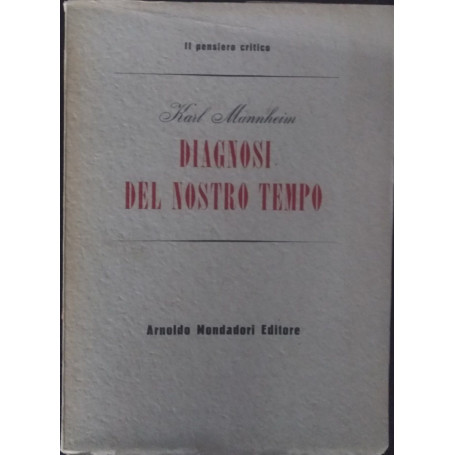 Il pensiero critico
Karl Mannheim
DIAGNOSI
DEL NOSTRO TEMPO
Arnoldo Mondadori Editore